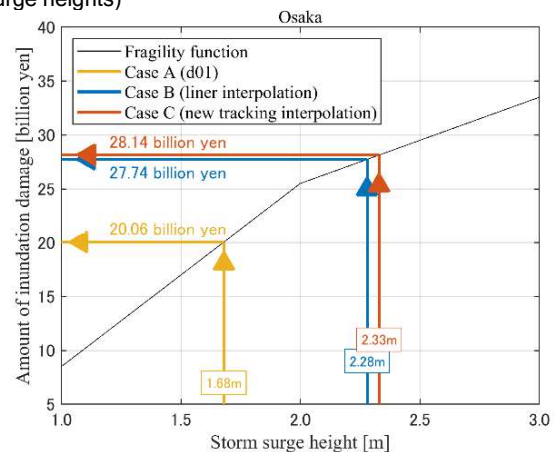 urge heights)
Osaka
40
35
30
25
20
15
10
5
Amount of inundation damage [billion yen]
Fragility function
Case A (d01)
Case B (liner interpolation)
Case C (new tracking interpolation)
28.14 billion yen
27.74 billion yen
20.06 billion yen
2.33m
2.28m
1.68m
1.0
1.5
2.0
2.5
3.0
Storm surge height [m]